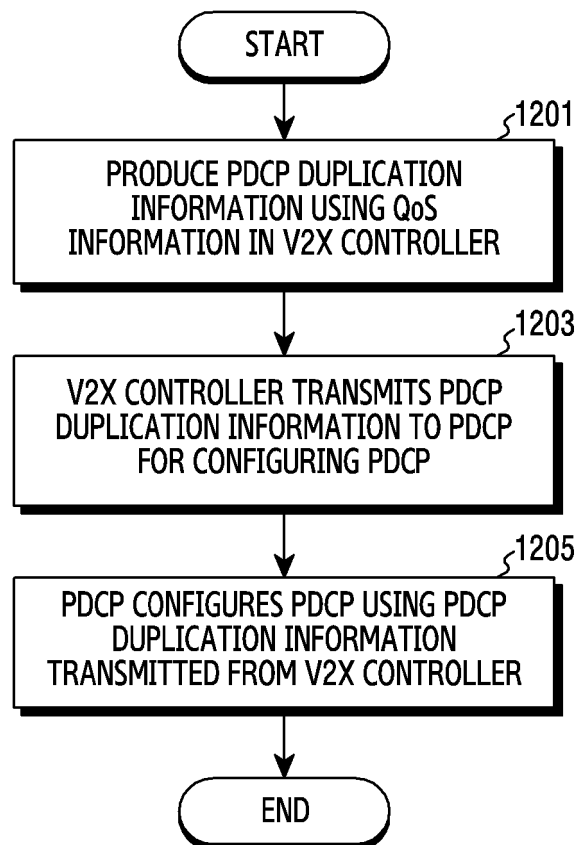 START
1201
PRODUCE PDCP DUPLICATION
INFORMATION USING QoS
INFORMATION IN V2X CONTROLLER
1203
V2X CONTROLLER TRANSMITS PDCP
DUPLICATION INFORMATION TO PDCP
FOR CONFIGURING PDCP
1205
PDCP CONFIGURES PDCP USING PDCP
DUPLICATION INFORMATION
TRANSMITTED FROM V2X CONTROLLER
END